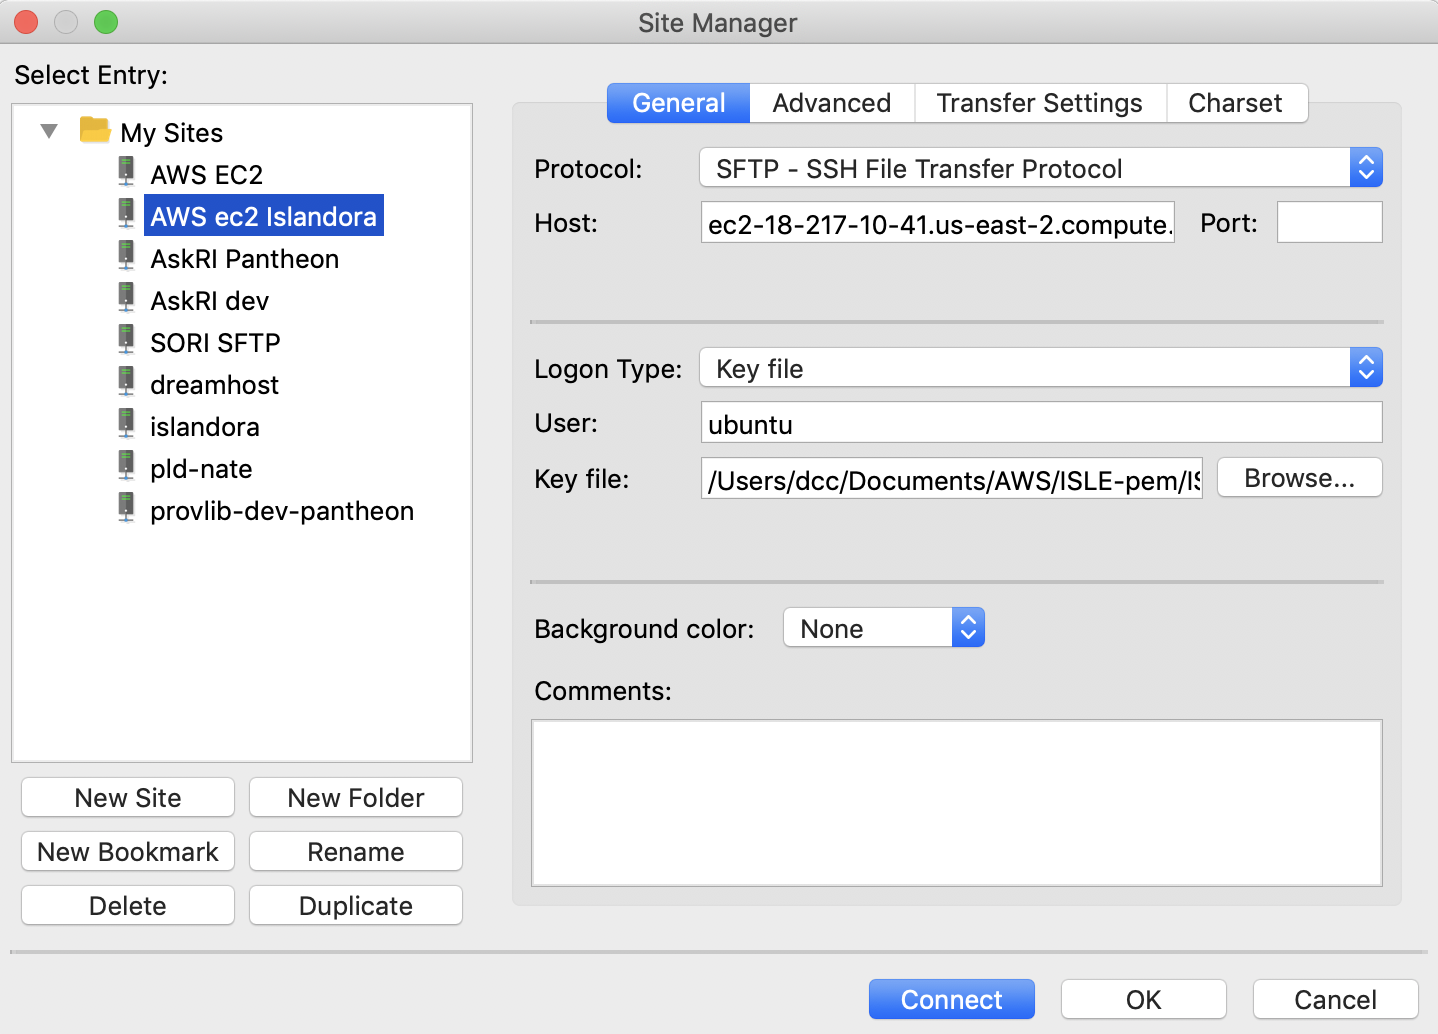 Site Manager
Select Entry:
My Sites
AWS EC2
AWS ec2 Islandora
AskRI Pantheon
AskRI dev
SORI SFTP
dreamhost
islandora
pld-nate
provlib-dev-pantheon
New Site
New Folder
New Bookmark
Rename
Delete
Duplicate
General
Advanced
Transfer Settings
Charset
Protocol:
SFTP - SSH File Transfer Protocol
Host:
ec2-18-217-10-41.us-east-2.compute.
Port:
Logon Type:
Key file
User:
ubuntu
Key file:
/Users/dcc/Documents/AWS/ISLE-pem/IS
Browse...
Background color:
None
Comments:
Connect
OK
Cancel